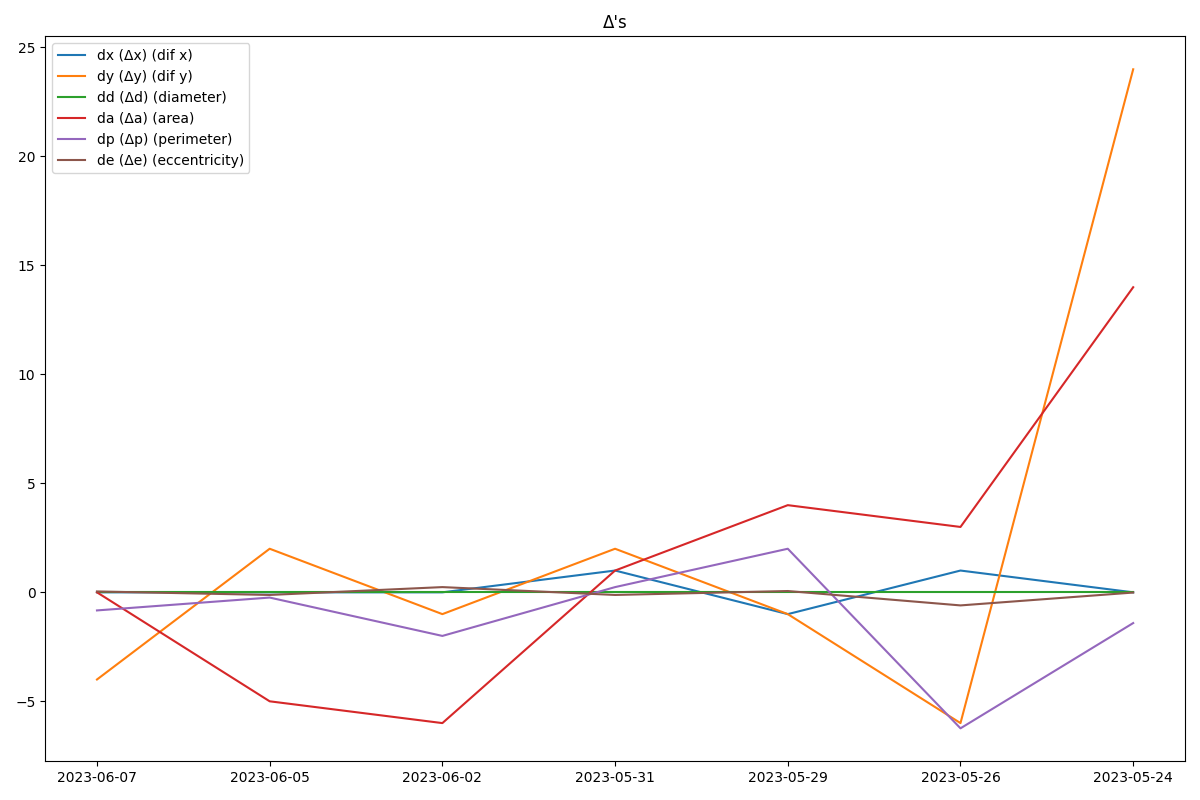 Δ's
dx (Δx) (dif x)
dy (Δy) (dif y)
dd (Δd) (diameter)
da (Δa) (area)
dp (Δp) (perimeter)
de (Δe) (eccentricity)
25
20
15
10
5
0
−5
2023-06-07 2023-06-05 2023-06-02 2023-05-31 2023-05-29 2023-05-26 2023-05-24